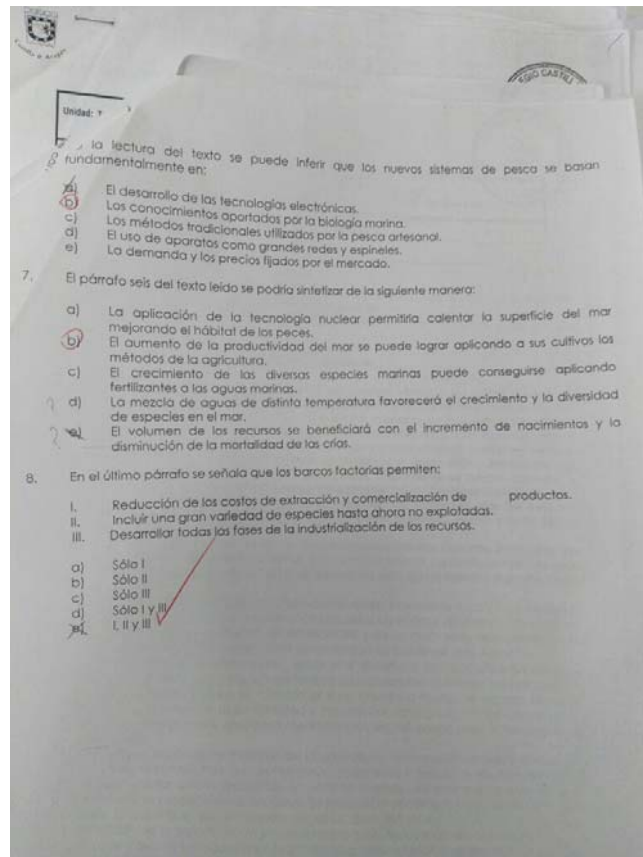 Unidad:
la lectura del texto se puede inferir que los nuevos sistemas de pesca se basan
fundamentalmente en:
a) El desarrollo de las tecnologías electrónicas.
b) Los conocimientos aportados por la biología marina.
c) Los métodos tradicionales utilizados por la pesca artesanal.
d) El uso de aparatos como grandes redes y espineles.
e) La demanda y los precios fijados por el mercado.
7. El párrafo seis del texto leído se podría sintetizar de la siguiente manera:
a) La aplicación de la tecnología nuclear permitiría calentar la superficie del mar
mejorando el hábitat de los peces.
b) El aumento de la productividad del mar se puede lograr aplicando a sus cultivos los
métodos de la agricultura.
c) El crecimiento de las diversas especies marinas puede conseguirse aplicando
fertilizantes a las aguas marinas.
? d) La mezcla de aguas de distinta temperatura favorecerá el crecimiento y la diversidad
de especies en el mar.
? e) El volumen de los recursos se beneficiará con el incremento de nacimientos y la
disminución de la mortalidad de las crías.
8. En el último párrafo se señala que los barcos factorías permiten:
I. Reducción de los costos de extracción y comercialización de productos.
II. Incluir una gran variedad de especies hasta ahora no explotadas.
III. Desarrollar todas las fases de la industrialización de los recursos.
a) Sólo I
b) Sólo II
c) Sólo III
d) Sólo I y III
e) I, II y III